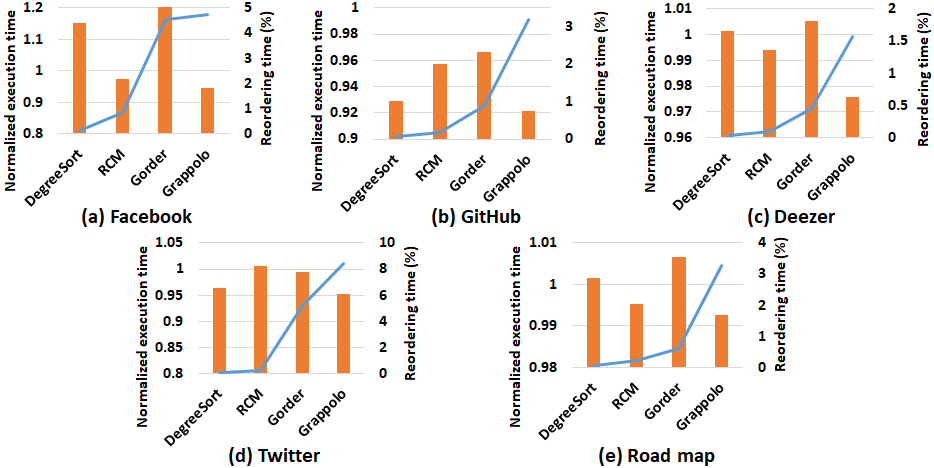 Normalized execution time
1.2
1.1
1
0.9
0.8
5
4
3
2
1
0
Reordering time (%)
DegreeSort
RCM
Gorder
Grappolo
(a) Facebook
Normalized execution time
1
0.98
0.96
0.94
0.92
0.9
3
2
1
0
Reordering time (%)
DegreeSort
RCM
Gorder
Grappolo
(b) GitHub
Normalized execution time
1.01
1
0.99
0.98
0.97
0.96
2
1.5
1
0.5
0
Reordering time (%)
DegreeSort
RCM
Gorder
Grappolo
(c) Deezer
Normalized execution time
1.05
1
0.95
0.9
0.85
0.8
10
8
6
4
2
0
Reordering time (%)
DegreeSort
RCM
Gorder
Grappolo
(d) Twitter
Normalized execution time
1.01
1
0.99
0.98
4
3
2
1
0
Reordering time (%)
DegreeSort
RCM
Gorder
Grappolo
(e) Road map